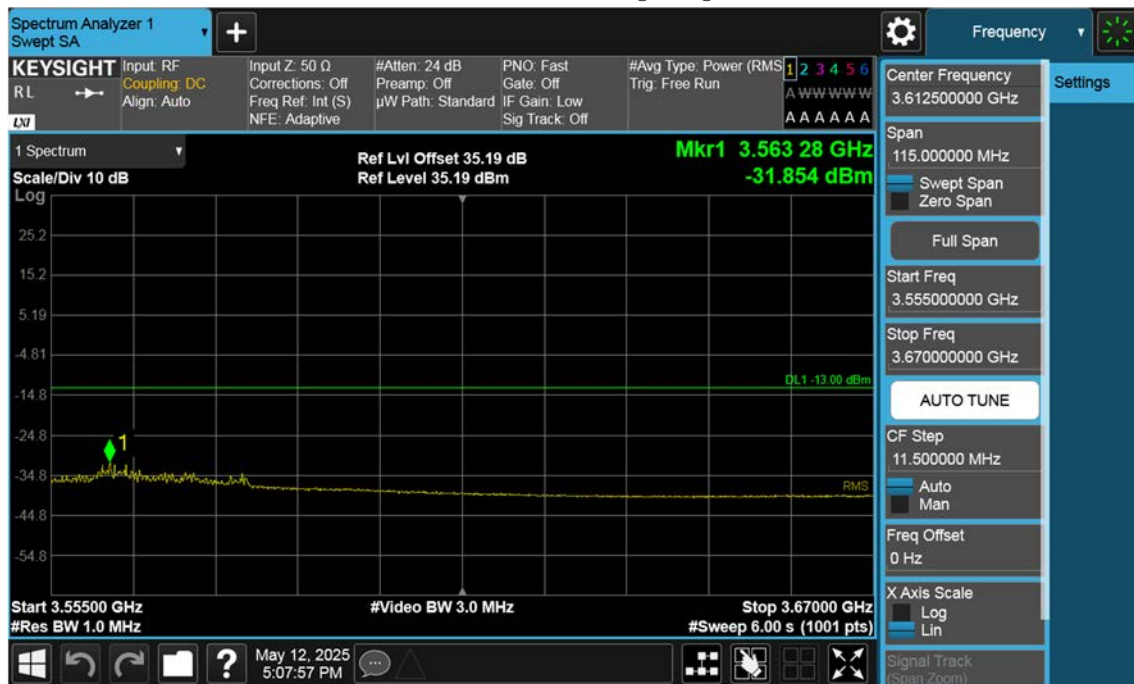 Spectrum Analyzer 1
Swept SA
+
Frequency
KEYSIGHT
R L
LXI
Input: RF
Coupling: DC
Align: Auto
Input Z: 50 Ω
Corrections: Off
Freq Ref: Int (S)
NFE: Adaptive
#Atten: 24 dB
Preamp: Off
µW Path: Standard
PNO: Fast
Gate: Off
IF Gain: Low
Sig Track: Off
#Avg Type: Power (RMS
Trig: Free Run
1 2 3 4 5 6
A W W W W W
A A A A A A
1 Spectrum
Scale/Div 10 dB
Ref Lvl Offset 35.19 dB
Ref Level 35.19 dBm
Mkr1 3.563 28 GHz
-31.854 dBm
Log
25.2
15.2
5.19
-4.81
DL1 -13.00 dBm
-14.8
-24.8
1
-34.8
RMS
-44.8
-54.8
Start 3.55500 GHz
#Res BW 1.0 MHz
#Video BW 3.0 MHz
Stop 3.67000 GHz
#Sweep 6.00 s (1001 pts)
?
May 12, 2025
5:07:57 PM
Center Frequency
3.612500000 GHz
Span
115.000000 MHz
Swept Span
Zero Span
Full Span
Start Freq
3.555000000 GHz
Stop Freq
3.670000000 GHz
AUTO TUNE
CF Step
11.500000 MHz
Auto
Man
Freq Offset
0 Hz
X Axis Scale
Log
Lin
Signal Track
(Span Zoom)
Settings